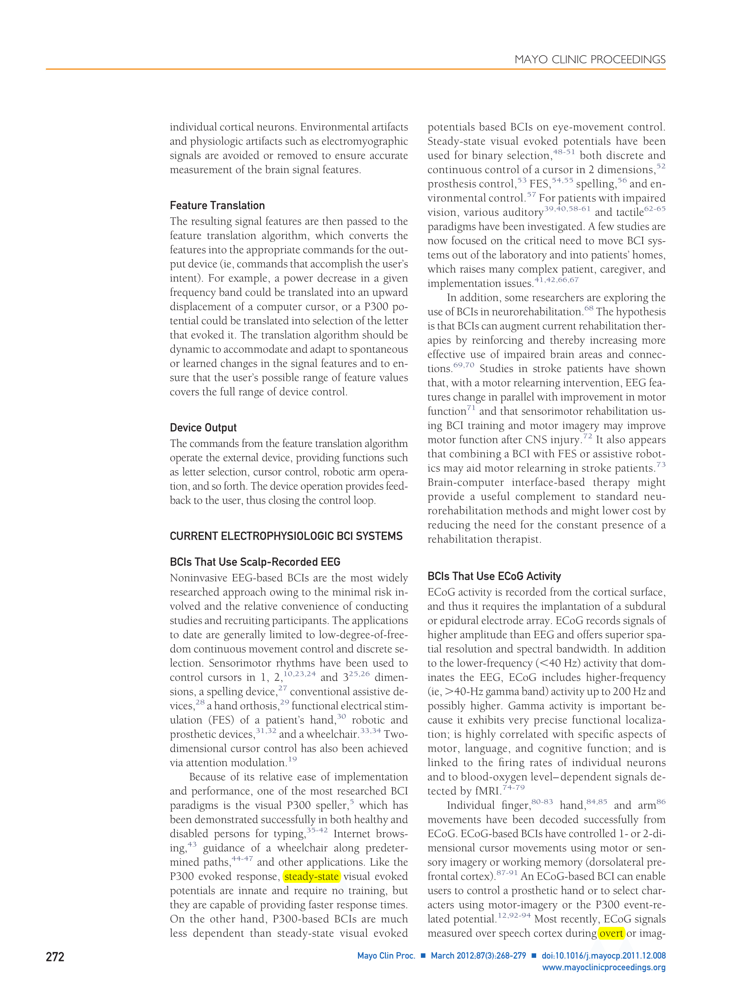 MAYO CLINIC PROCEEDINGS
individual cortical neurons. Environmental artifacts
and physiologic artifacts such as electromyographic
signals are avoided or removed to ensure accurate
measurement of the brain signal features.
Feature Translation
The resulting signal features are then passed to the
feature translation algorithm, which converts the
features into the appropriate commands for the out-
put device (ie, commands that accomplish the user's
intent). For example, a power decrease in a given
frequency band could be translated into an upward
displacement of a computer cursor, or a P300 po-
tential could be translated into selection of the letter
that evoked it. The translation algorithm should be
dynamic to accommodate and adapt to spontaneous
or learned changes in the signal features and to en-
sure that the user's possible range of feature values
covers the full range of device control.
Device Output
The commands from the feature translation algorithm
operate the external device, providing functions such
as letter selection, cursor control, robotic arm opera-
tion, and so forth. The device operation provides feed-
back to the user, thus closing the control loop.
CURRENT ELECTROPHYSIOLOGIC BCI SYSTEMS
BCIs That Use Scalp-Recorded EEG
Noninvasive EEG-based BCIs are the most widely
researched approach owing to the minimal risk in-
volved and the relative convenience of conducting
studies and recruiting participants. The applications
to date are generally limited to low-degree-of-free-
dom continuous movement control and discrete se-
lection. Sensorimotor rhythms have been used to
control cursors in 1, 2,10,23,24 and 325,26 dimen-
sions, a spelling device,27 conventional assistive de-
vices,28 a hand orthosis,29 functional electrical stim-
ulation (FES) of a patient's hand,30 robotic and
prosthetic devices,31,32 and a wheelchair.33,34 Two-
dimensional cursor control has also been achieved
via attention modulation.19
Because of its relative ease of implementation
and performance, one of the most researched BCI
paradigms is the visual P300 speller,5 which has
been demonstrated successfully in both healthy and
disabled persons for typing,35-42 Internet brows-
ing,43 guidance of a wheelchair along predeter-
mined paths,44-47 and other applications. Like the
P300 evoked response, steady-state visual evoked
potentials are innate and require no training, but
they are capable of providing faster response times.
On the other hand, P300-based BCIs are much
less dependent than steady-state visual evoked
potentials based BCIs on eye-movement control.
Steady-state visual evoked potentials have been
used for binary selection,48-51 both discrete and
continuous control of a cursor in 2 dimensions,52
prosthesis control,53 FES,54,55 spelling,56 and en-
vironmental control.57 For patients with impaired
vision, various auditory39,40,58-61 and tactile62-65
paradigms have been investigated. A few studies are
now focused on the critical need to move BCI sys-
tems out of the laboratory and into patients' homes,
which raises many complex patient, caregiver, and
implementation issues.41,42,66,67
In addition, some researchers are exploring the
use of BCIs in neurorehabilitation.68 The hypothesis
is that BCIs can augment current rehabilitation ther-
apies by reinforcing and thereby increasing more
effective use of impaired brain areas and connec-
tions.69,70 Studies in stroke patients have shown
that, with a motor relearning intervention, EEG fea-
tures change in parallel with improvement in motor
function71 and that sensorimotor rehabilitation us-
ing BCI training and motor imagery may improve
motor function after CNS injury.72 It also appears
that combining a BCI with FES or assistive robot-
ics may aid motor relearning in stroke patients.73
Brain-computer interface-based therapy might
provide a useful complement to standard neu-
rorehabilitation methods and might lower cost by
reducing the need for the constant presence of a
rehabilitation therapist.
BCIs That Use ECoG Activity
ECoG activity is recorded from the cortical surface,
and thus it requires the implantation of a subdural
or epidural electrode array. ECoG records signals of
higher amplitude than EEG and offers superior spa-
tial resolution and spectral bandwidth. In addition
to the lower-frequency (<40 Hz) activity that dom-
inates the EEG, ECoG includes higher-frequency
(ie, >40-Hz gamma band) activity up to 200 Hz and
possibly higher. Gamma activity is important be-
cause it exhibits very precise functional localiza-
tion; is highly correlated with specific aspects of
motor, language, and cognitive function; and is
linked to the firing rates of individual neurons
and to blood-oxygen level–dependent signals de-
tected by fMRI.74-79
Individual finger,80-83 hand,84,85 and arm86
movements have been decoded successfully from
ECoG. ECoG-based BCIs have controlled 1- or 2-di-
mensional cursor movements using motor or sen-
sory imagery or working memory (dorsolateral pre-
frontal cortex).87-91 An ECoG-based BCI can enable
users to control a prosthetic hand or to select char-
acters using motor-imagery or the P300 event-re-
lated potential.12,92-94 Most recently, ECoG signals
measured over speech cortex during overt or imag-
272
Mayo Clin Proc. ■ March 2012;87(3):268-279 ■ doi:10.1016/j.mayocp.2011.12.008
www.mayoclinicproceedings.org